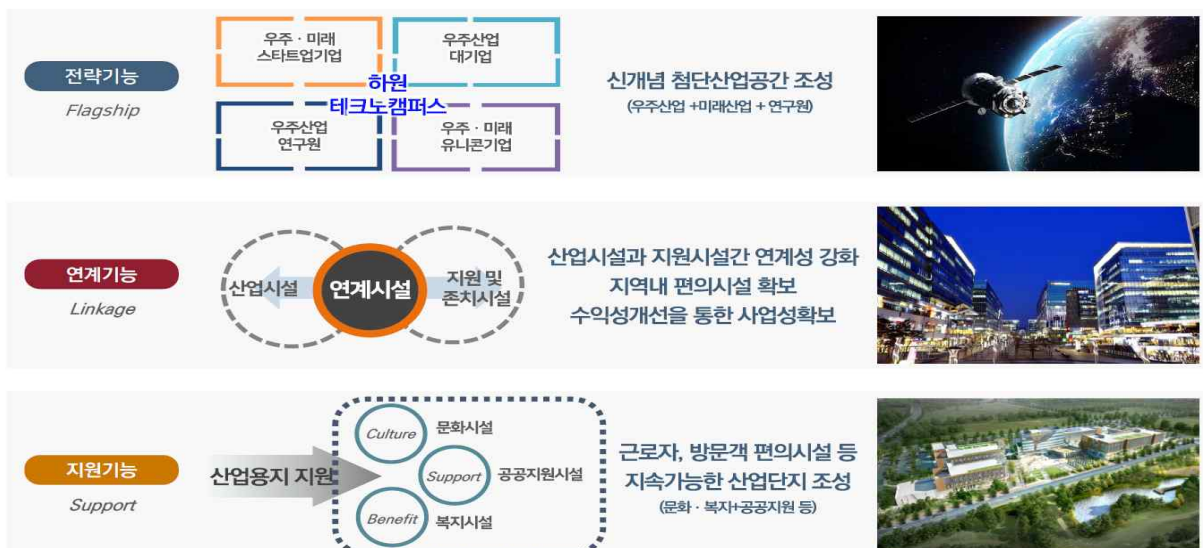 전략기능
Flagship
우주 · 미래
스타트업기업
우주산업
대기업
하원
테크노캠퍼스
우주산업
연구원
우주 · 미래
유니콘기업
신개념 첨단산업공간 조성
(우주산업 +미래산업 + 연구원)
연계기능
Linkage
산업시설
연계시설
지원 및
존치시설
산업시설과 지원시설간 연계성 강화
지역내 편의시설 확보
수익성개선을 통한 사업성확보
지원기능
Support
산업용지 지원
Culture 문화시설
Support 공공지원시설
Benefit 복지시설
근로자, 방문객 편의시설 등
지속가능한 산업단지 조성
(문화 · 복지+공공지원 등)